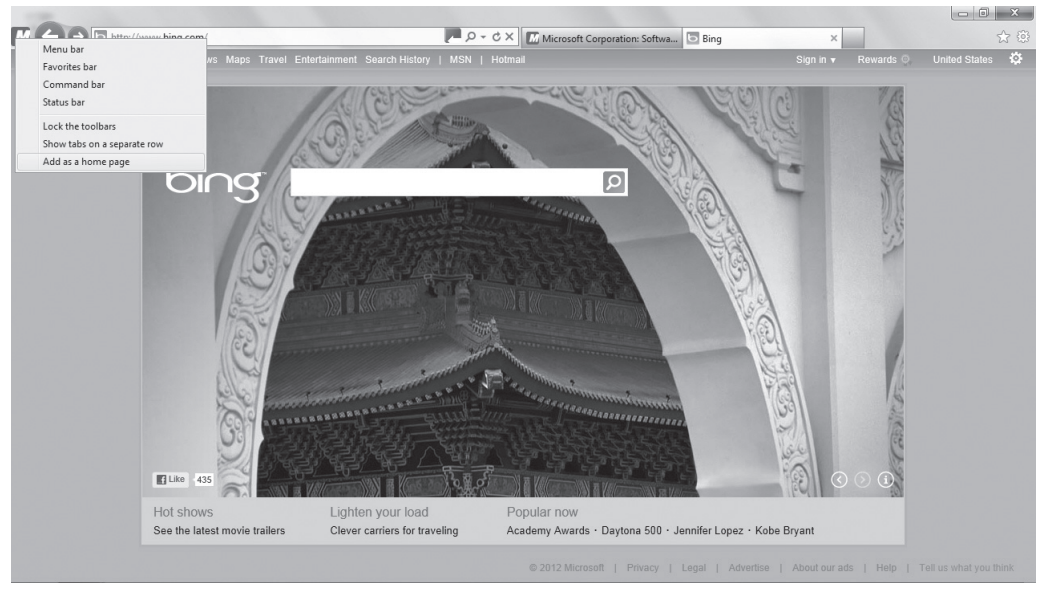 http://www.bing.com/
Microsoft Corporation: Softwa...
Bing
Menu bar
Favorites bar
Command bar
Status bar
Lock the toolbars
Show tabs on a separate row
Add as a home page
Maps Travel Entertainment Search History | MSN | Hotmail
Sign in ▾ Rewards United States
bing
Like 435
Hot shows
See the latest movie trailers
Lighten your load
Clever carriers for traveling
Popular now
Academy Awards · Daytona 500 · Jennifer Lopez · Kobe Bryant
© 2012 Microsoft | Privacy | Legal | Advertise | About our ads | Help | Tell us what you think